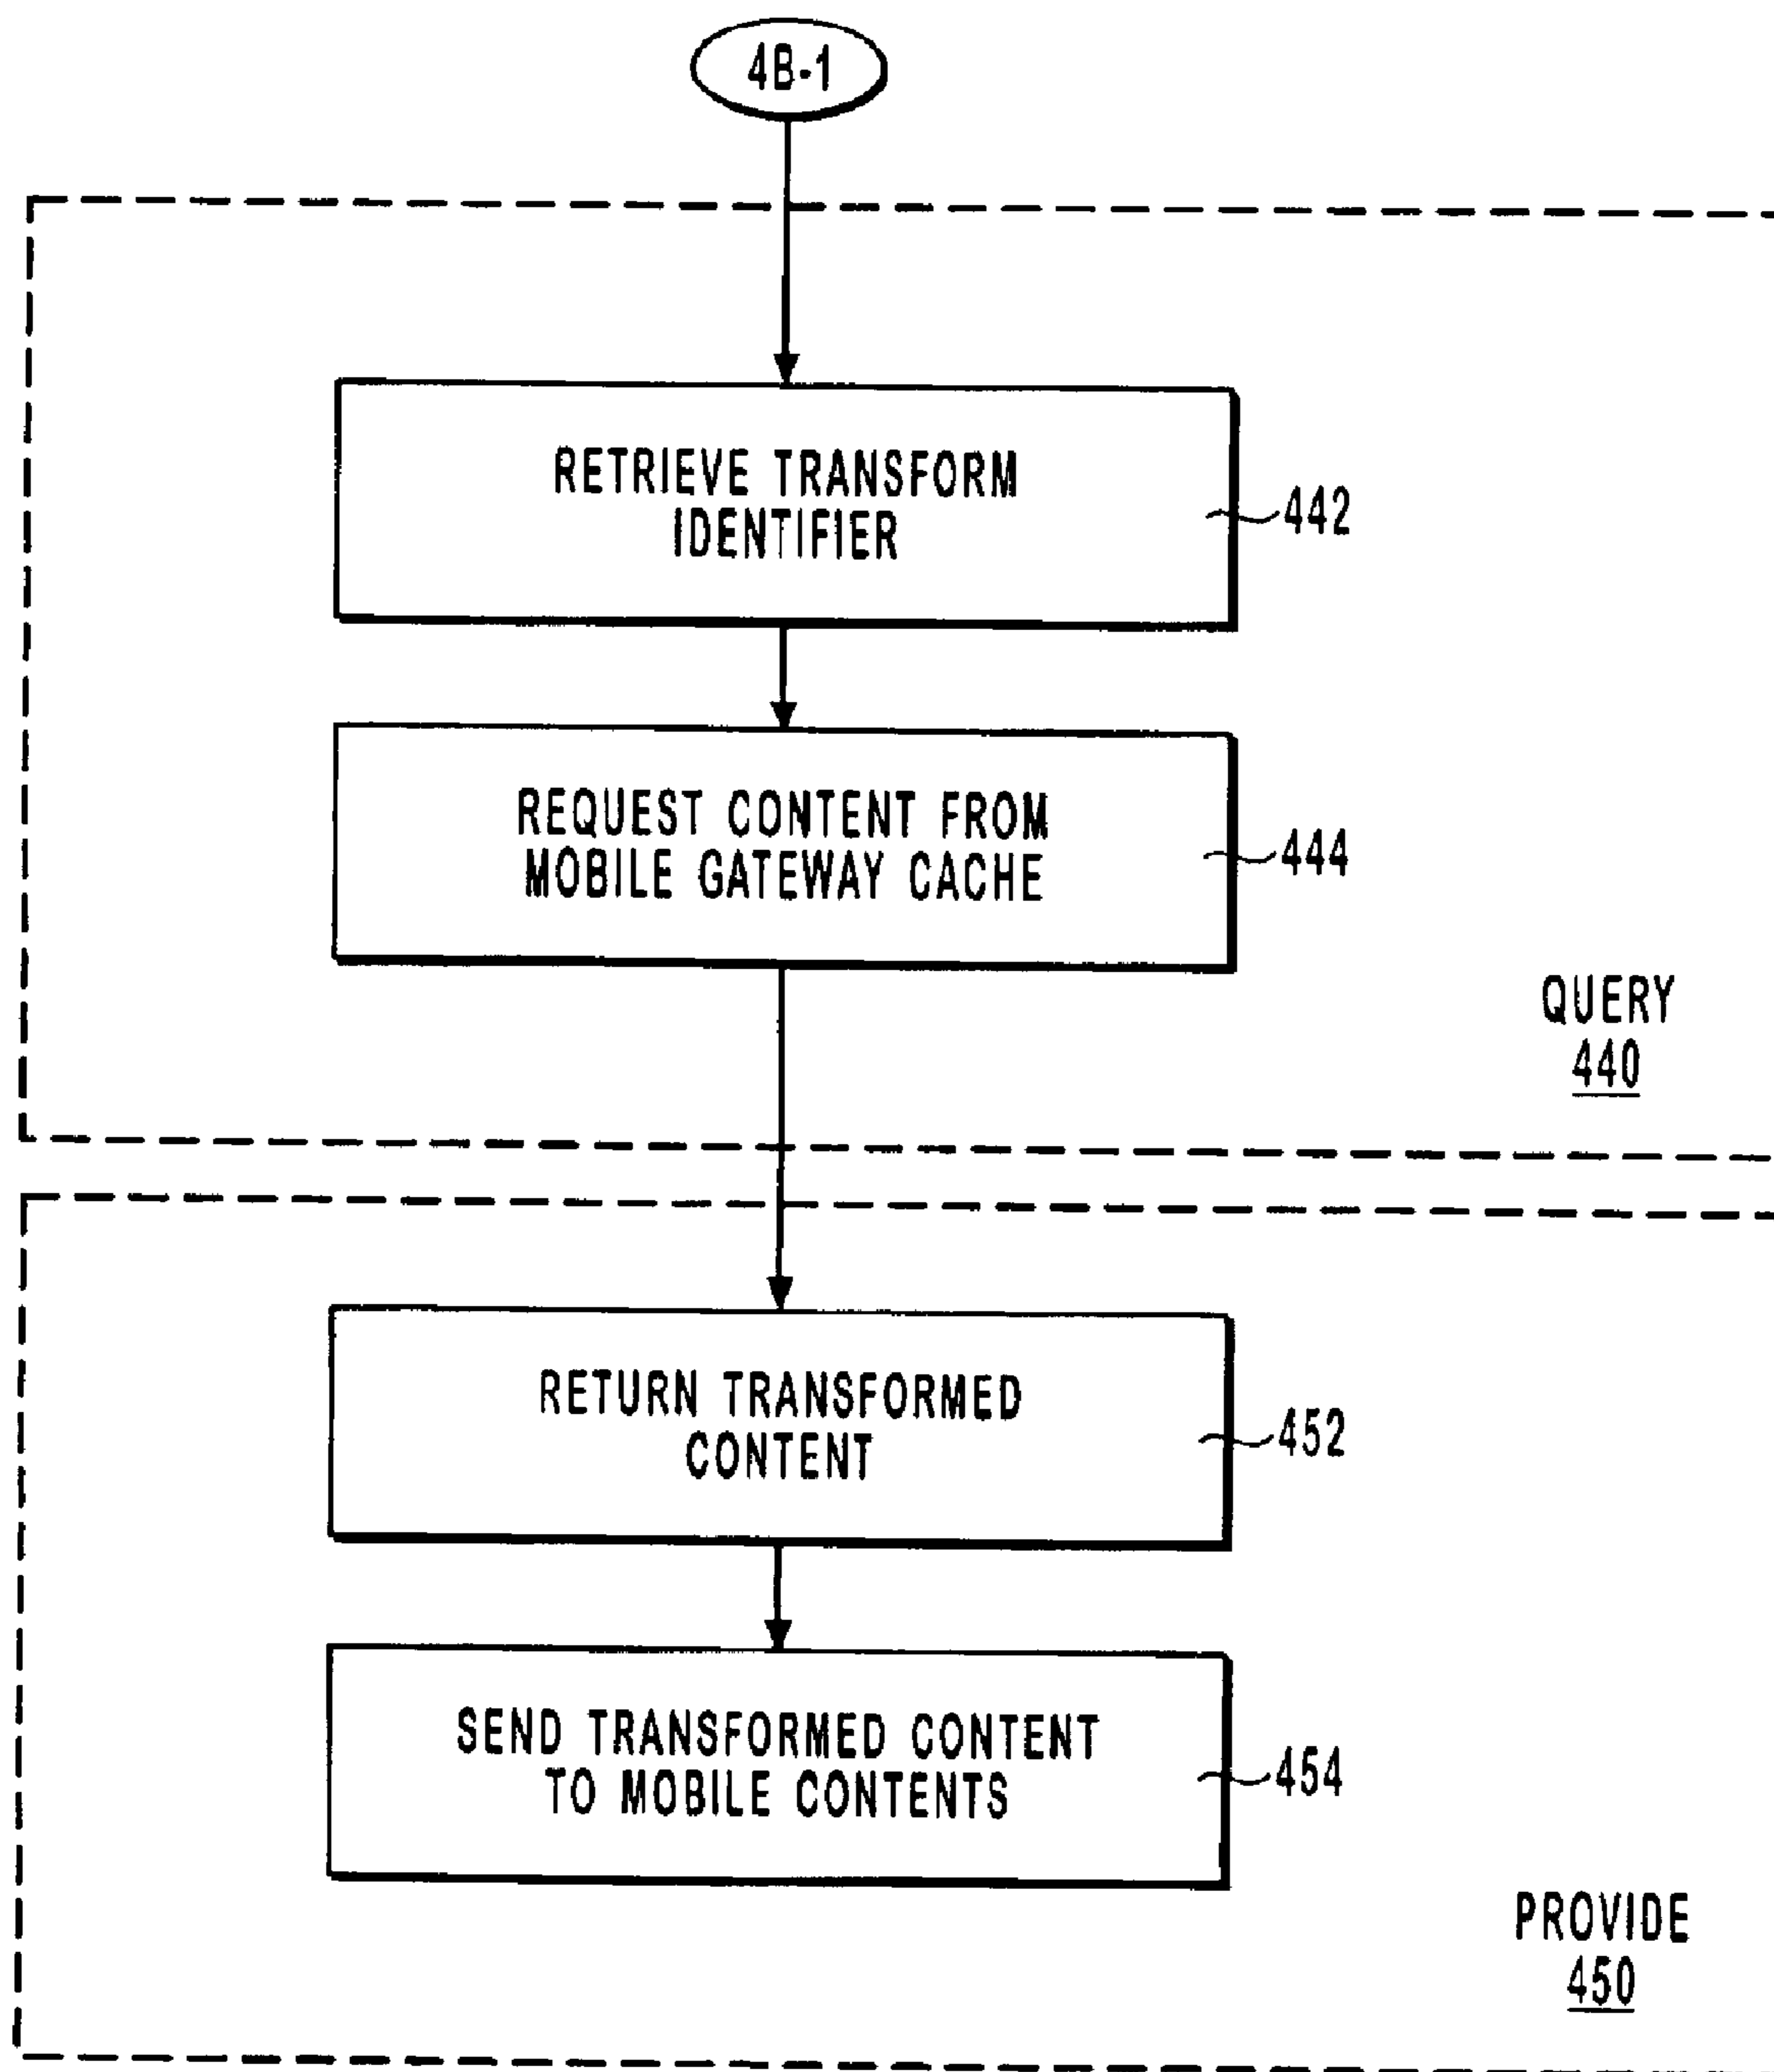 4B-1
RETRIEVE TRANSFORM
IDENTIFIER
442
REQUEST CONTENT FROM
MOBILE GATEWAY CACHE
444
QUERY
440
RETURN TRANSFORMED
CONTENT
452
SEND TRANSFORMED CONTENT
TO MOBILE CONTENTS
454
PROVIDE
450